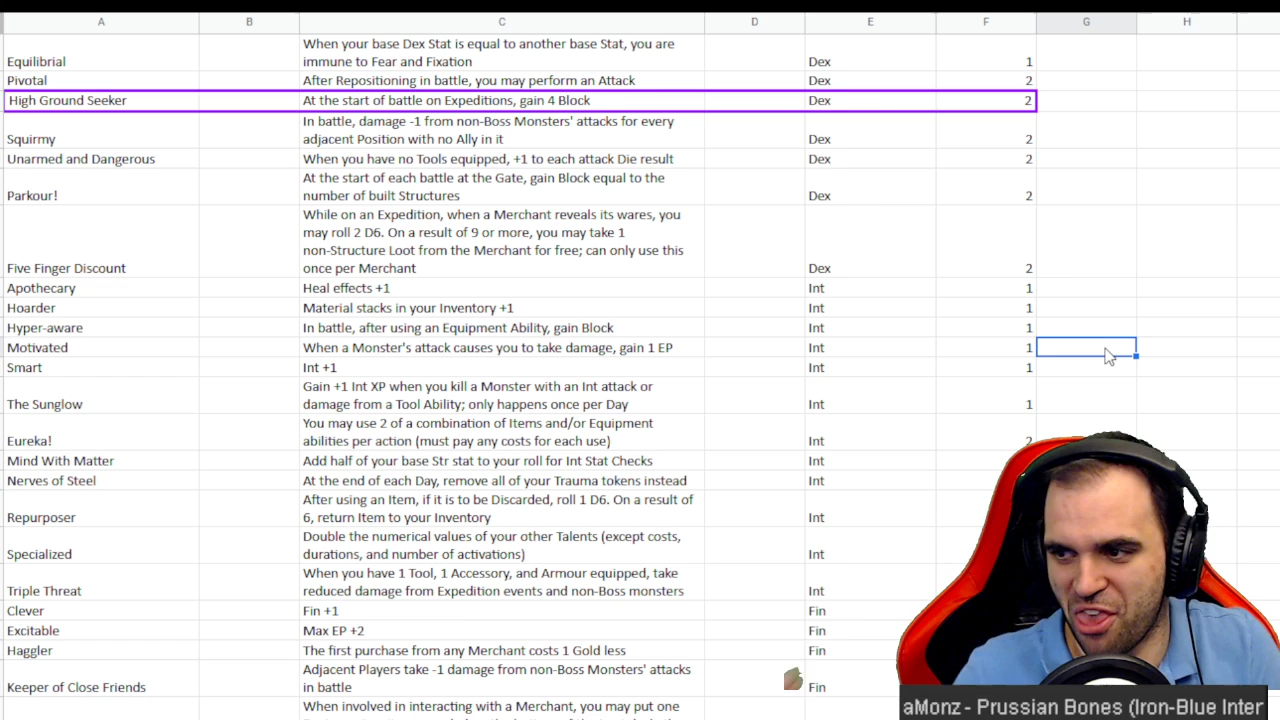 A B C D E F G H
When your base Dex Stat is equal to another base Stat, you are
Equilibrial immune to Fear and Fixation Dex 1
Pivotal After Repositioning in battle, you may perform an Attack Dex 2
High Ground Seeker At the start of battle on Expeditions, gain 4 Block Dex 2
In battle, damage -1 from non-Boss Monsters' attacks for every
Squirmy adjacent Position with no Ally in it Dex 2
Unarmed and Dangerous When you have no Tools equipped, +1 to each attack Die result Dex 2
At the start of each battle at the Gate, gain Block equal to the
Parkour! number of built Structures Dex 2
While on an Expedition, when a Merchant reveals its wares, you
may roll 2 D6. On a result of 9 or more, you may take 1
non-Structure Loot from the Merchant for free; can only use this
Five Finger Discount once per Merchant Dex 2
Apothecary Heal effects +1 Int 1
Hoarder Material stacks in your Inventory +1 Int 1
Hyper-aware In battle, after using an Equipment Ability, gain Block Int 1
Motivated When a Monster's attack causes you to take damage, gain 1 EP Int 1
Smart Int +1 Int 1
Gain +1 Int XP when you kill a Monster with an Int attack or
The Sunglow damage from a Tool Ability; only happens once per Day Int 1
You may use 2 of a combination of Items and/or Equipment
Eureka! abilities per action (must pay any costs for each use) Int 2
Mind With Matter Add half of your base Str stat to your roll for Int Stat Checks Int
Nerves of Steel At the end of each Day, remove all of your Trauma tokens instead Int
After using an Item, if it is to be Discarded, roll 1 D6. On a result of
Repurposer 6, return Item to your Inventory Int
Double the numerical values of your other Talents (except costs,
Specialized durations, and number of activations) Int
When you have 1 Tool, 1 Accessory, and Armour equipped, take
Triple Threat reduced damage from Expedition events and non-Boss monsters Int
Clever Fin +1 Fin
Excitable Max EP +2 Fin
Haggler The first purchase from any Merchant costs 1 Gold less Fin
Adjacent Players take -1 damage from non-Boss Monsters' attacks
Keeper of Close Friends in battle Fin
When involved in interacting with a Merchant, you may put one
aMonz - Prussian Bones (Iron-Blue Inter